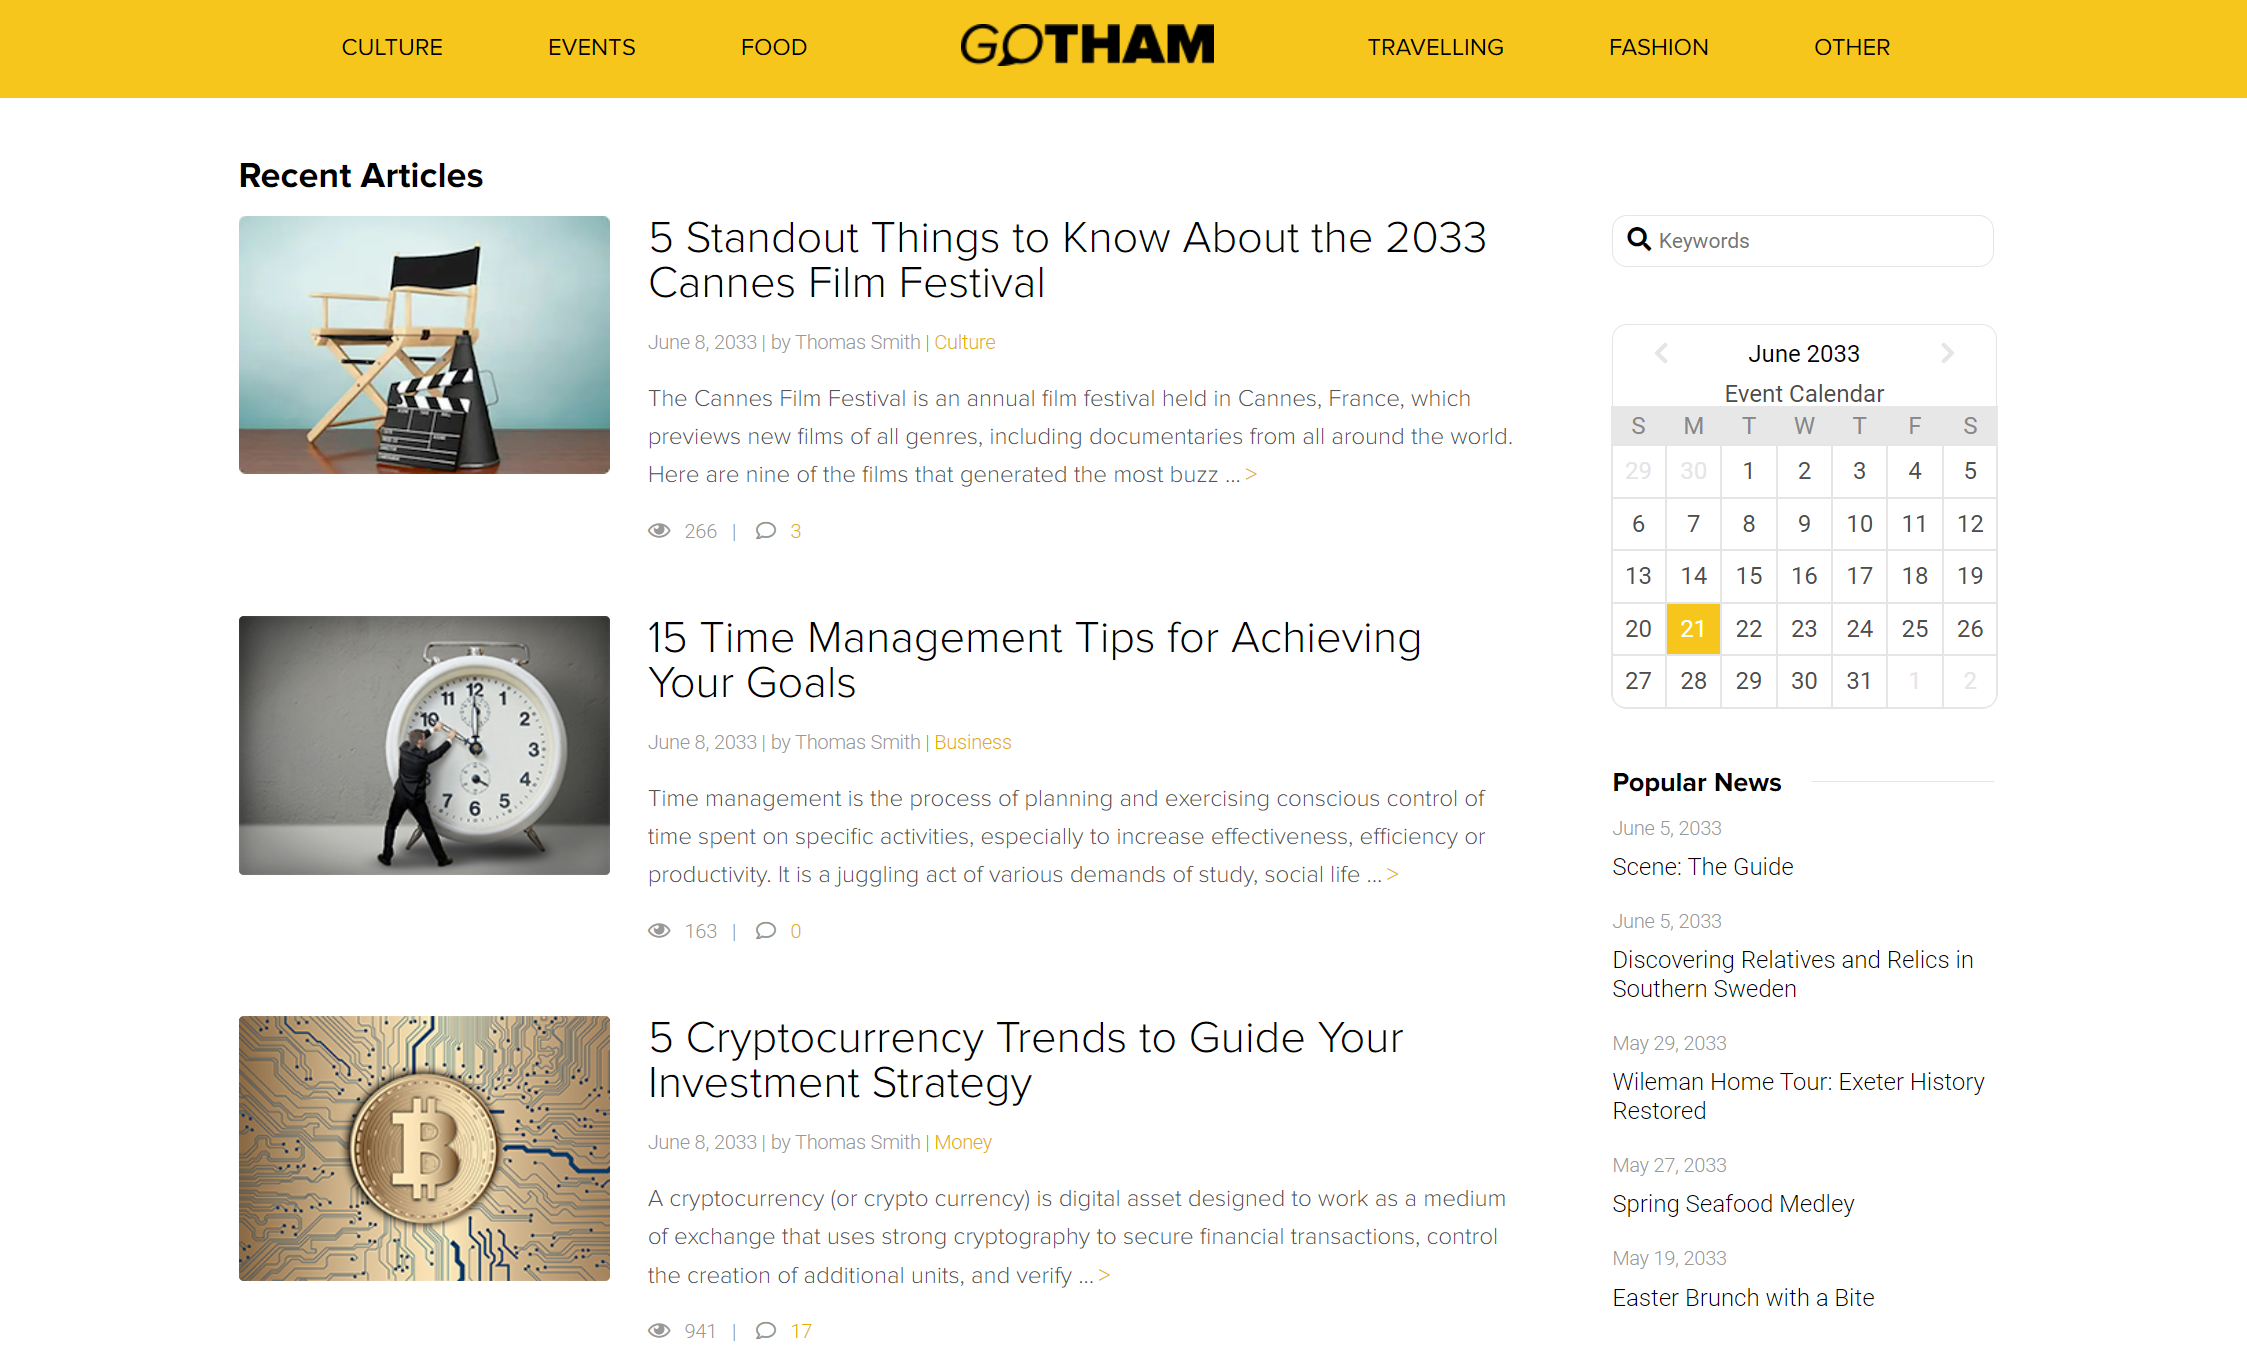 CULTURE EVENTS FOOD GOTHAM TRAVELLING FASHION OTHER
Recent Articles
5 Standout Things to Know About the 2033
Cannes Film Festival
June 8, 2033 | by Thomas Smith | Culture
The Cannes Film Festival is an annual film festival held in Cannes, France, which
previews new films of all genres, including documentaries from all around the world.
Here are nine of the films that generated the most buzz ... >
266 | 3
12
11 1
10 2
3
4
7 6 5
15 Time Management Tips for Achieving
Your Goals
June 8, 2033 | by Thomas Smith | Business
Time management is the process of planning and exercising conscious control of
time spent on specific activities, especially to increase effectiveness, efficiency or
productivity. It is a juggling act of various demands of study, social life ... >
163 | 0
5 Cryptocurrency Trends to Guide Your
Investment Strategy
June 8, 2033 | by Thomas Smith | Money
A cryptocurrency (or crypto currency) is digital asset designed to work as a medium
of exchange that uses strong cryptography to secure financial transactions, control
the creation of additional units, and verify ... >
941 | 17
Keywords
June 2033
Event Calendar
S M T W T F S
29 30 1 2 3 4 5
6 7 8 9 10 11 12
13 14 15 16 17 18 19
20 21 22 23 24 25 26
27 28 29 30 31 1 2
Popular News
June 5, 2033
Scene: The Guide
June 5, 2033
Discovering Relatives and Relics in
Southern Sweden
May 29, 2033
Wileman Home Tour: Exeter History
Restored
May 27, 2033
Spring Seafood Medley
May 19, 2033
Easter Brunch with a Bite